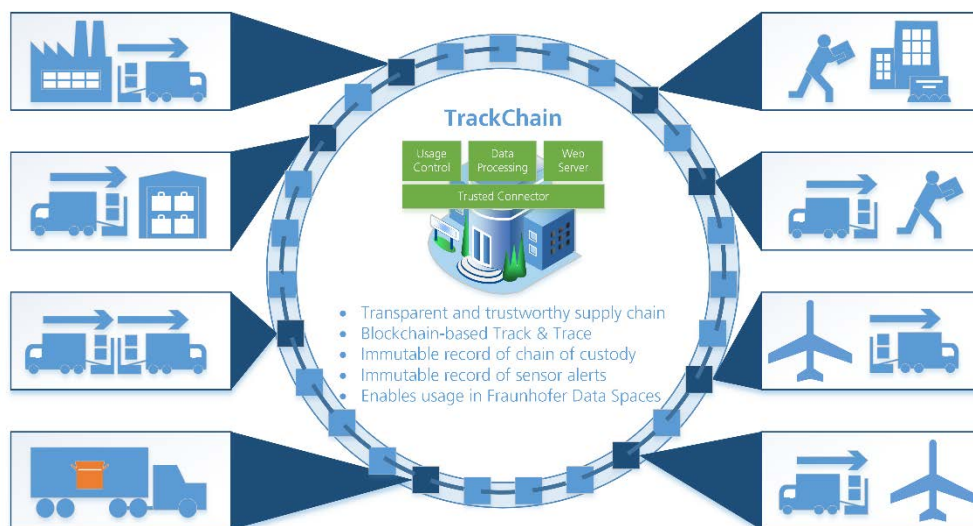 TrackChain
Usage
Control
Data
Processing
Web
Server
Trusted Connector
• Transparent and trustworthy supply chain
• Blockchain-based Track & Trace
• Immutable record of chain of custody
• Immutable record of sensor alerts
• Enables usage in Fraunhofer Data Spaces